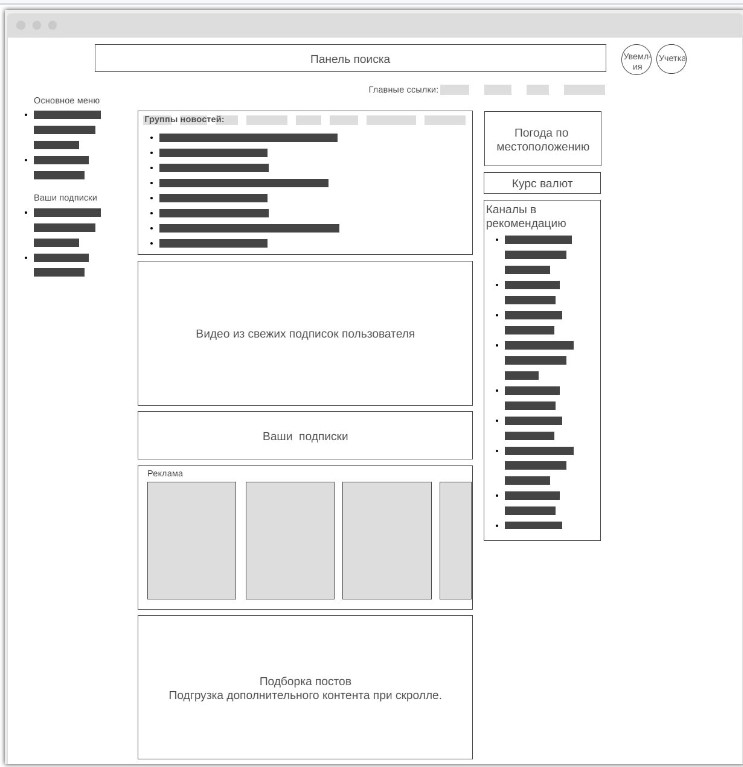 Панель поиска
Увемл-
ия
Учетка
Главные ссылки:
Основное меню
Ваши подписки
Группы новостей:
Видео из свежих подписок пользователя
Ваши подписки
Реклама
Подборка постов
Подгрузка дополнительного контента при скролле.
Погода по
местоположению
Курс валют
Каналы в
рекомендацию